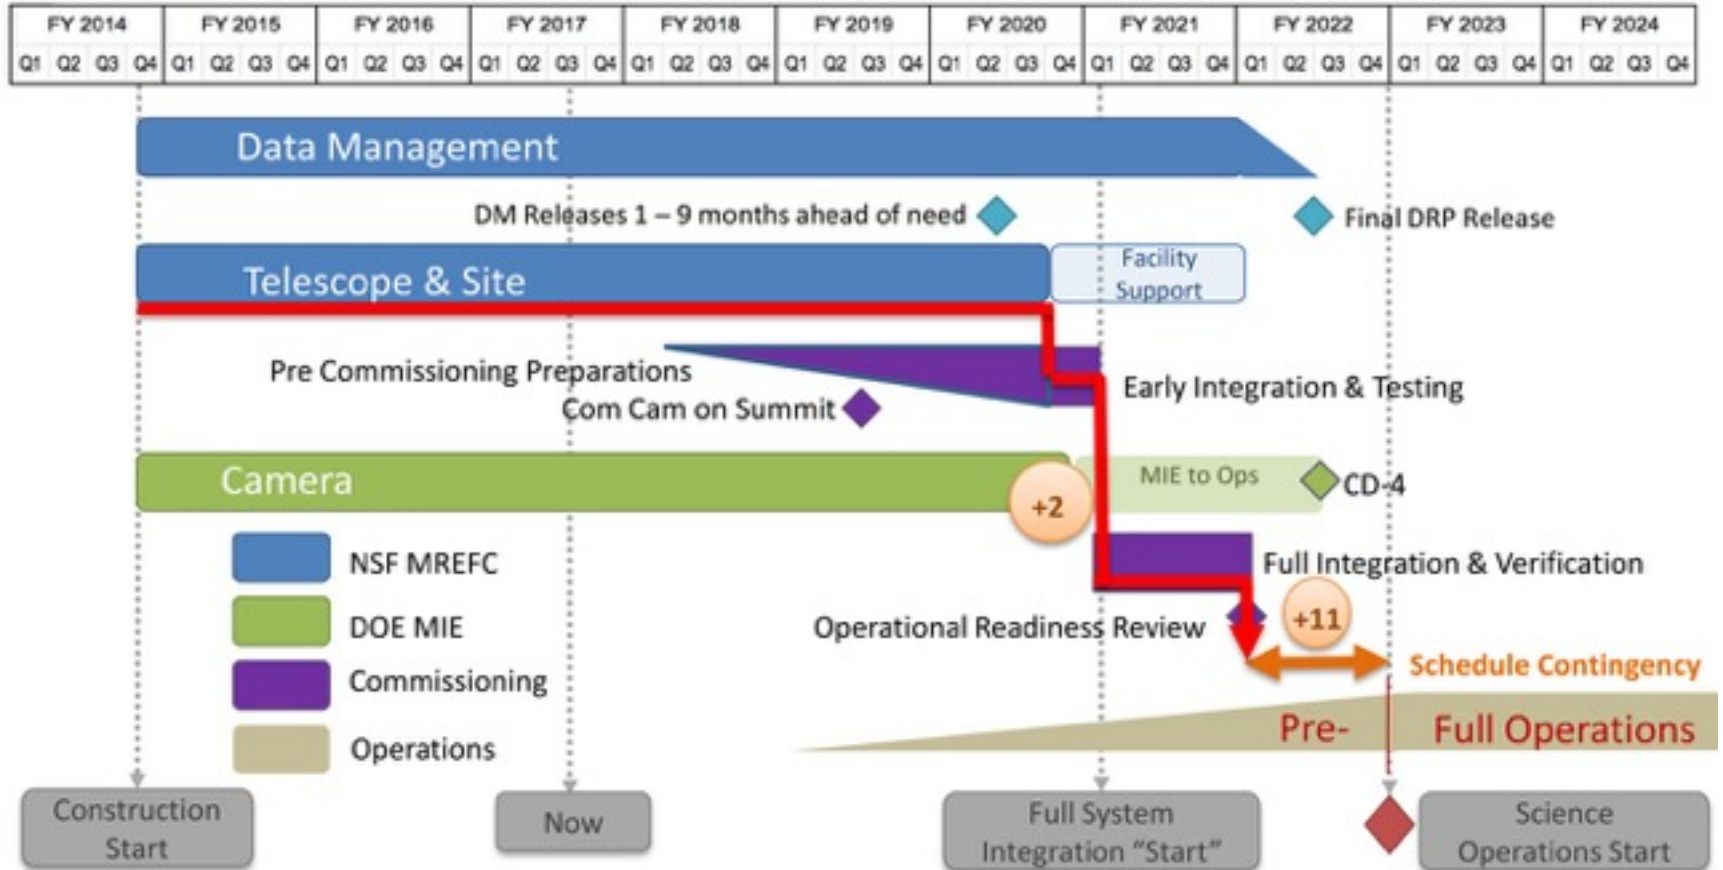 FY 2014 FY 2015 FY 2016 FY 2017 FY 2018 FY 2019 FY 2020 FY 2021 FY 2022 FY 2023 FY 2024
Q1 Q2 Q3 Q4 Q1 Q2 Q3 Q4 Q1 Q2 Q3 Q4 Q1 Q2 Q3 Q4 Q1 Q2 Q3 Q4 Q1 Q2 Q3 Q4 Q1 Q2 Q3 Q4 Q1 Q2 Q3 Q4 Q1 Q2 Q3 Q4 Q1 Q2 Q3 Q4 Q1 Q2 Q3 Q4
Data Management
DM Releases 1 – 9 months ahead of need
Final DRP Release
Telescope & Site
Facility
Support
Pre Commissioning Preparations
Early Integration & Testing
Com Cam on Summit
Camera
+2
MIE to Ops
CD-4
NSF MREFC
Full Integration & Verification
DOE MIE
Operational Readiness Review
+11
Commissioning
Schedule Contingency
Operations
Pre-
Full Operations
Construction
Start
Now
Full System
Integration “Start”
Science
Operations Start